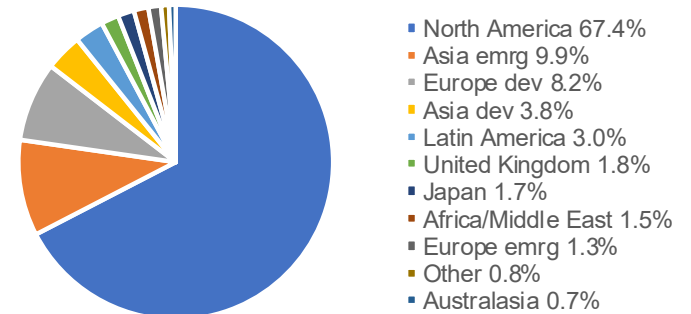 North America 67.4%
Asia emrg 9.9%
Europe dev 8.2%
Asia dev 3.8%
Latin America 3.0%
United Kingdom 1.8%
Japan 1.7%
Africa/Middle East 1.5%
Europe emrg 1.3%
Other 0.8%
Australasia 0.7%